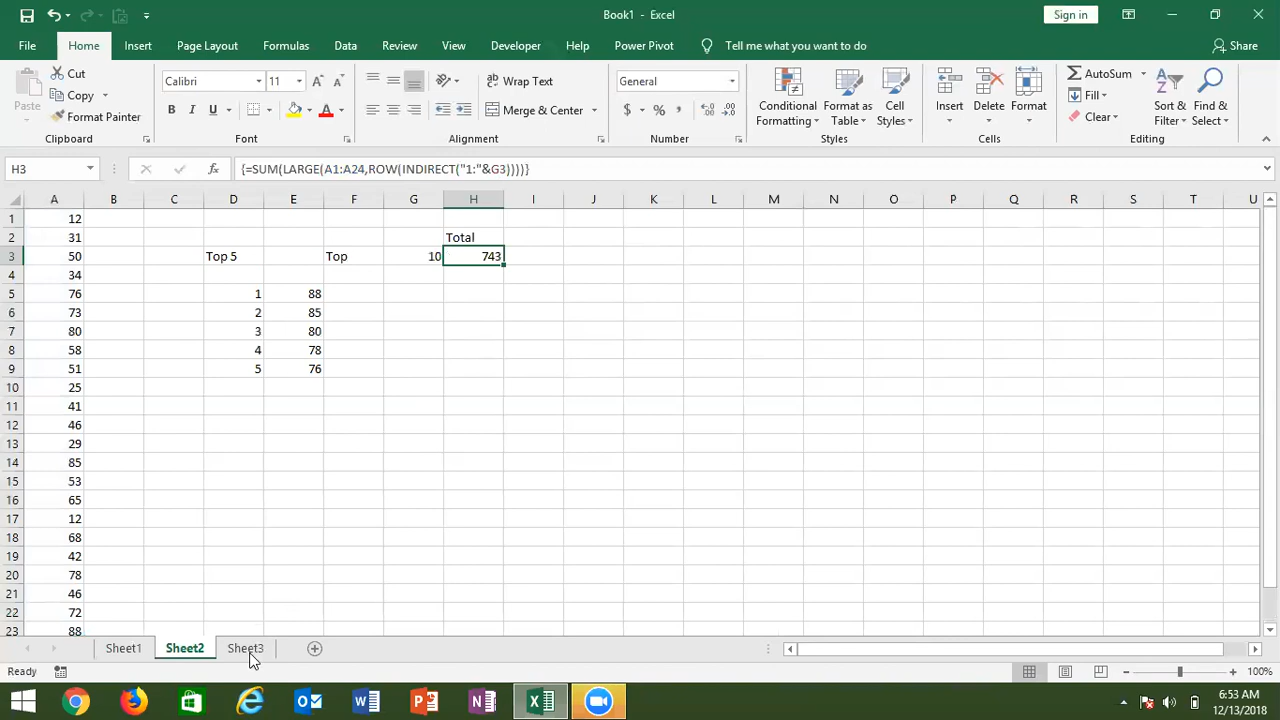 Book1 - Excel
Sign in
File Home Insert Page Layout Formulas Data Review View Developer Help Power Pivot Tell me what you want to do Share
Paste
Cut
Copy
Format Painter
Clipboard
Calibri 11
B I U
A
Font
Wrap Text
Merge & Center
Alignment
General
$ % ,
Number
Conditional Formatting
Format as Table
Cell Styles
Styles
Insert
Delete
Format
Cells
AutoSum
Fill
Clear
Sort & Filter
Find & Select
Editing
H3 fx {=SUM(LARGE(A1:A24,ROW(INDIRECT("1:"&G3))))}
A B C D E F G H I J K L M N O P Q R S T U
1 12
2 31 Total
3 50 Top 5 Top 10 743
4 34
5 76 1 88
6 73 2 85
7 80 3 80
8 58 4 78
9 51 5 76
10 25
11 41
12 46
13 29
14 85
15 53
16 65
17 12
18 68
19 42
20 78
21 46
22 72
23 88
Sheet1 Sheet2 Sheet3
Ready
100%
6:53 AM
12/13/2018